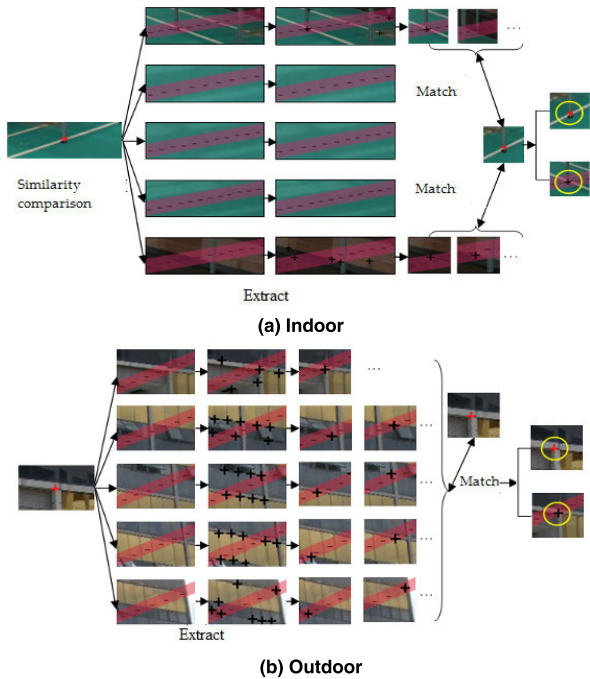 ...
Match
Similarity
comparison
Match
...
Extract
(a) Indoor
...
...
...
Match
...
...
Extract
(b) Outdoor